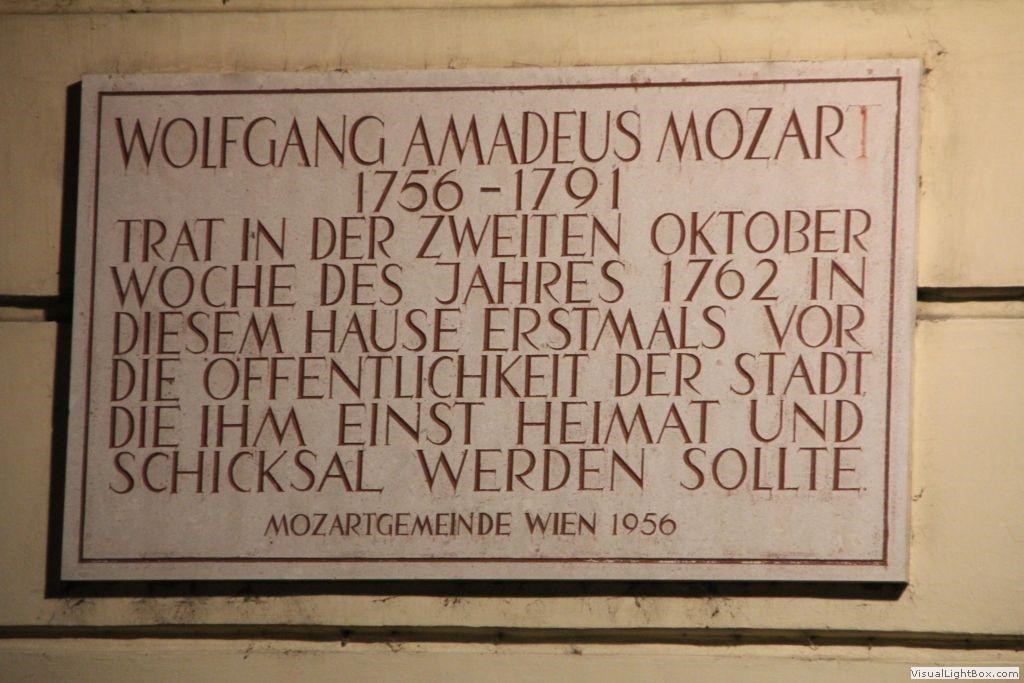 WOLFGANG AMADEUS MOZART
1756 - 1791
TRAT IN DER ZWEITEN OKTOBER
WOCHE DES JAHRES 1762 IN
DIESEM HAUSE ERSTMALS VOR
DIE ÖFFENTLICHKEIT DER STADT,
DIE IHM EINST HEIMAT UND
SCHICKSAL WERDEN SOLLTE.
MOZARTGEMEINDE WIEN 1956
VisualLightBox.com